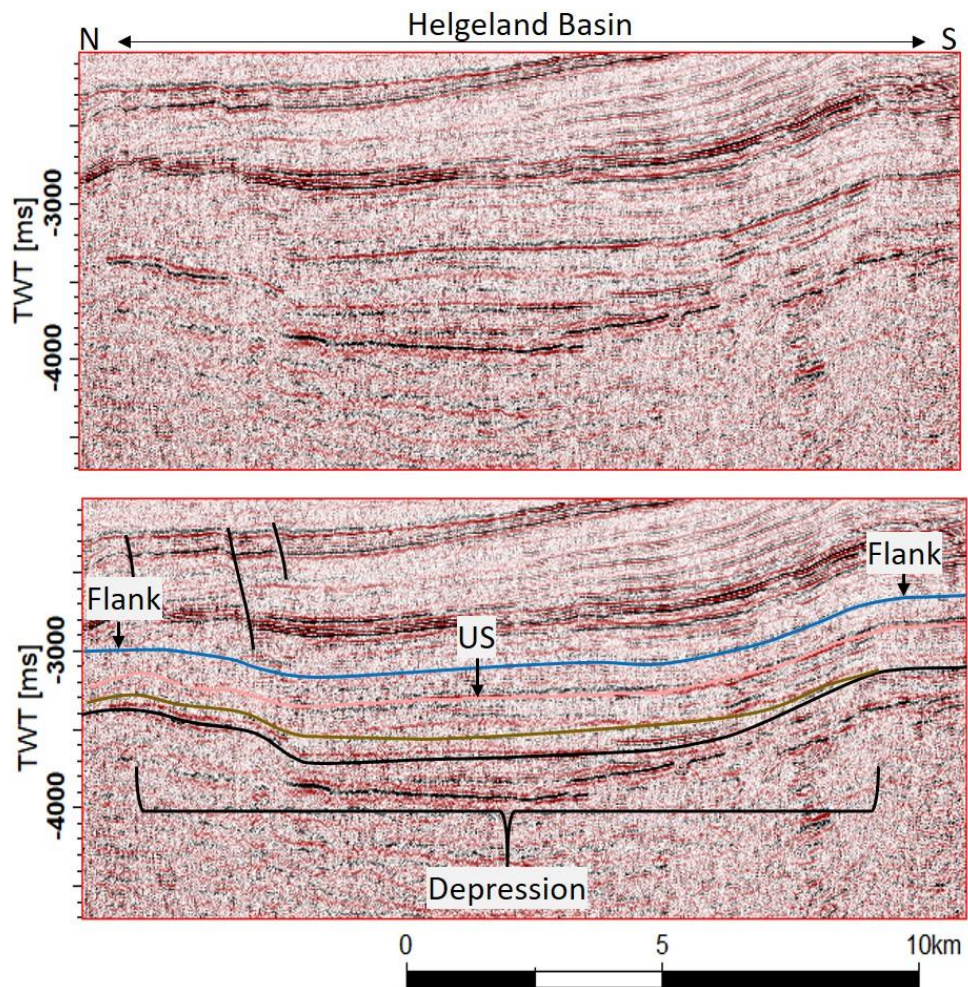 Helgeland Basin
N S
TWT [ms]
-3000
-4000
Flank
Flank
US
TWT [ms]
-3000
-4000
Depression
0 5 10km